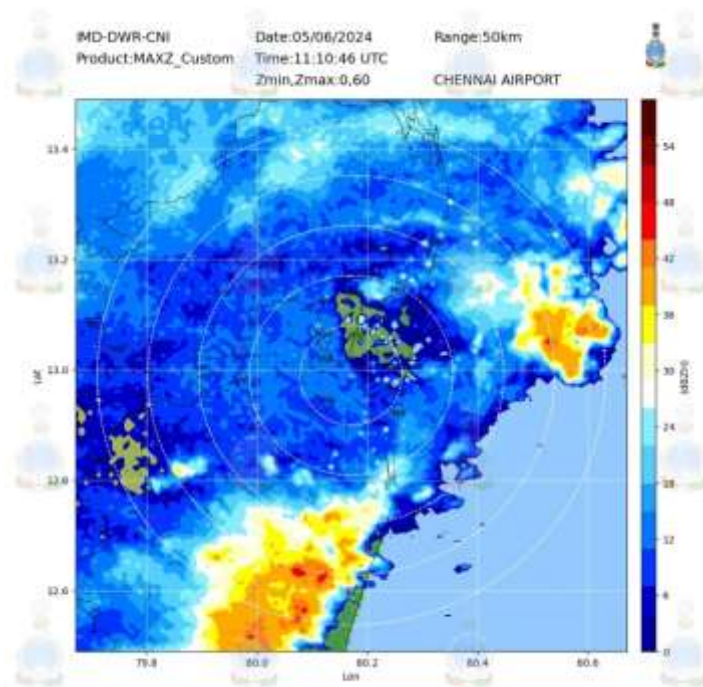 IMD-DWR-CNI Date:05/06/2024 Range:50km
Product:MAXZ_Custom Time:11:10:46 UTC
Zmin,Zmax:0,60 CHENNAI AIRPORT
13.4
13.2
13.0
12.8
12.6
Lat
79.8 80.0 80.2 80.4 80.6
Lon
54
48
42
36
30
24
18
12
6
0
(dBZ)